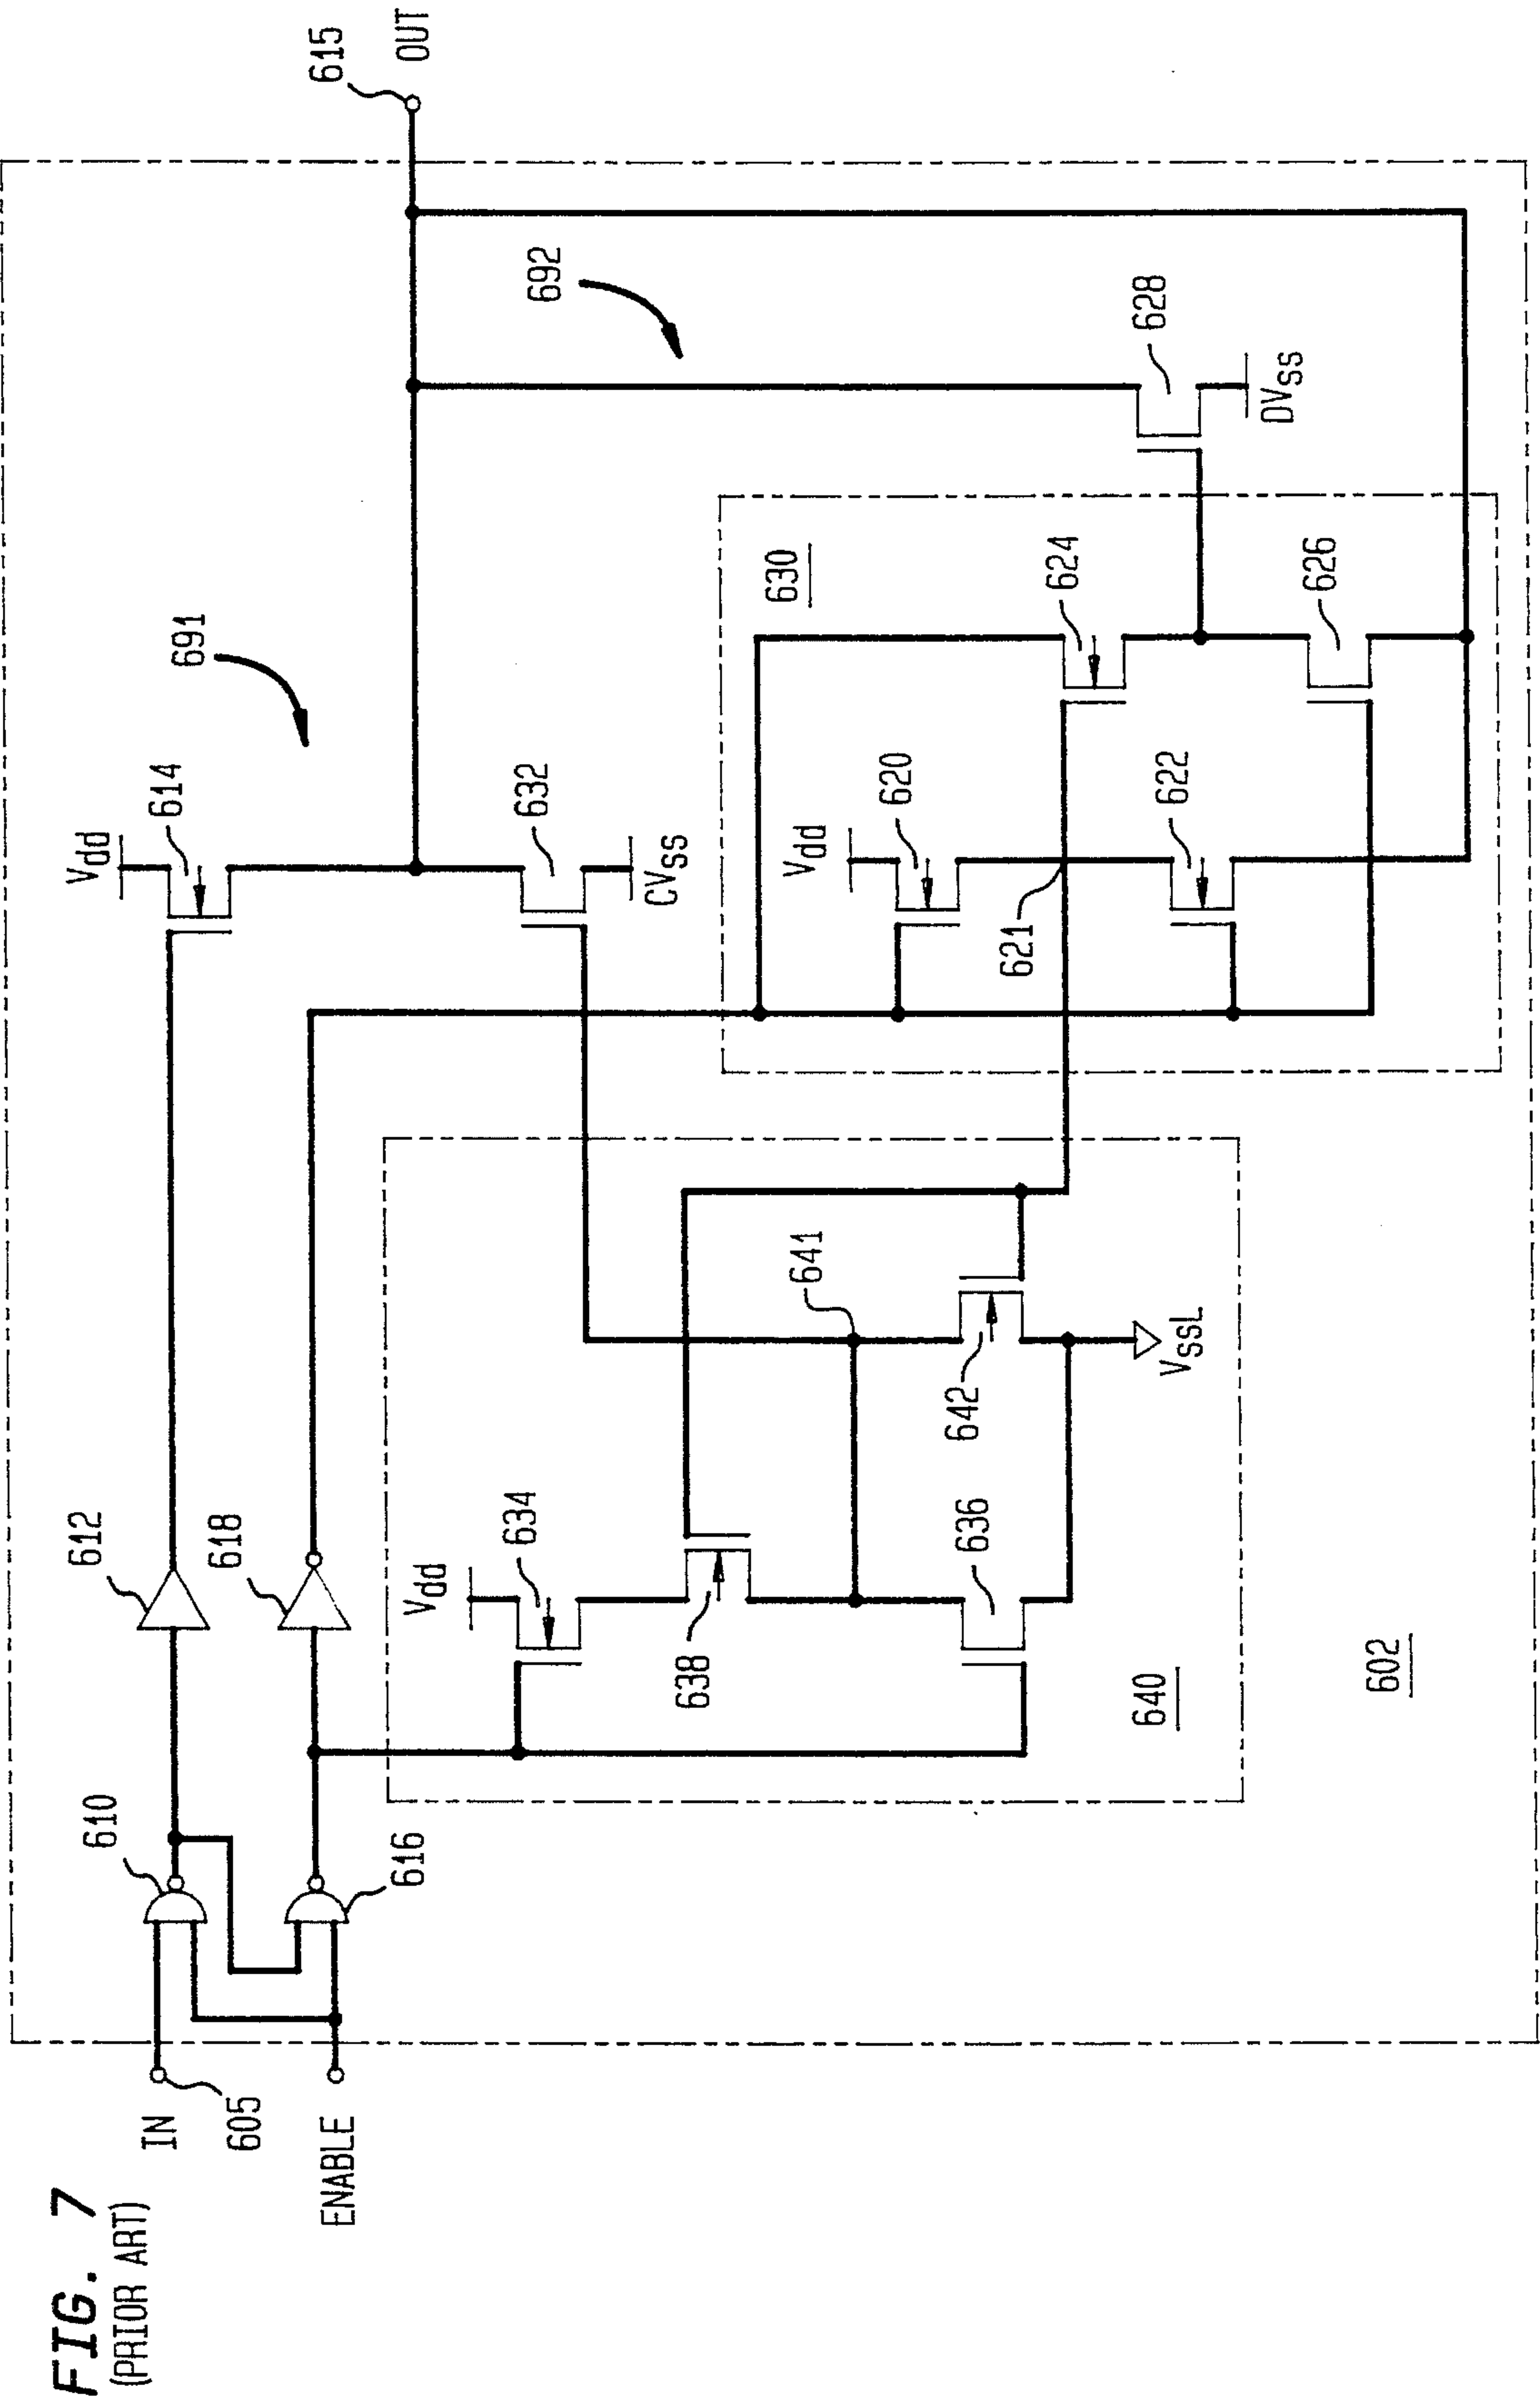 FIG. 7
(PRIOR ART)
IN
605
ENABLE
610
616
612
618
Vdd
634
638
636
640
641
642
VssL
602
691
Vdd
614
632
CVss
630
Vdd
620
621
622
624
626
692
628
DVss
615
OUT